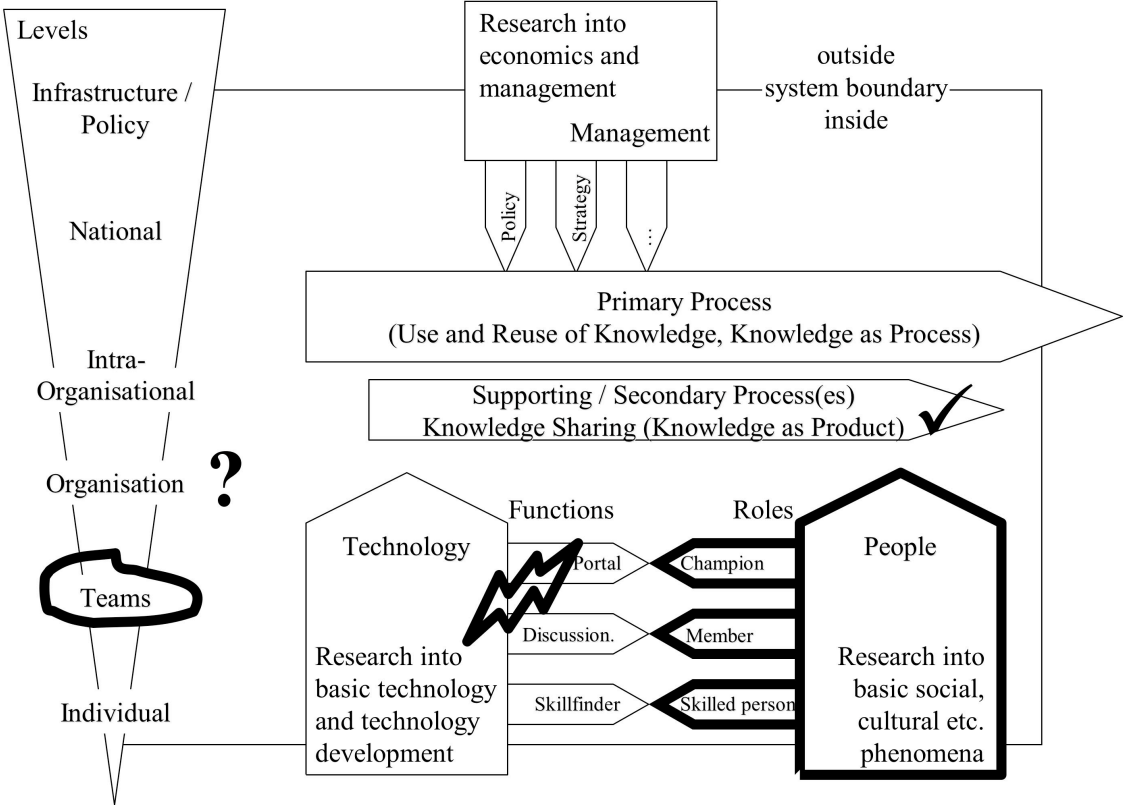 Levels
Infrastructure /
Policy
National
Intra-
Organisational
Organisation
?
Teams
Individual
Research into
economics and
management
Management
outside
system boundary
inside
Policy
Strategy
...
Primary Process
(Use and Reuse of Knowledge, Knowledge as Process)
Supporting / Secondary Process(es)
Knowledge Sharing (Knowledge as Product)
Technology
Research into
basic technology
and technology
development
Functions
Portal
Discussion.
Skillfinder
Roles
Champion
Member
Skilled person
People
Research into
basic social,
cultural etc.
phenomena